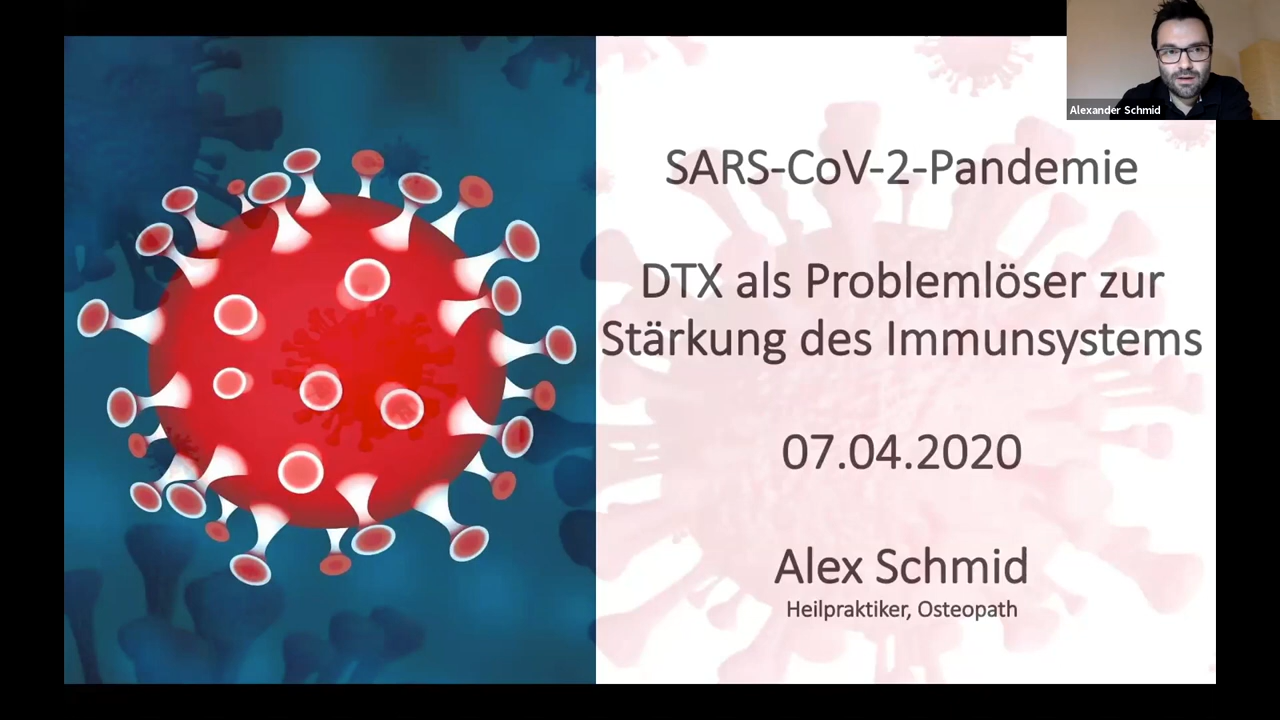 Alexander Schmid
SARS-CoV-2-Pandemie
DTX als Problemlöser zur
Stärkung des Immunsystems
07.04.2020
Alex Schmid
Heilpraktiker, Osteopath